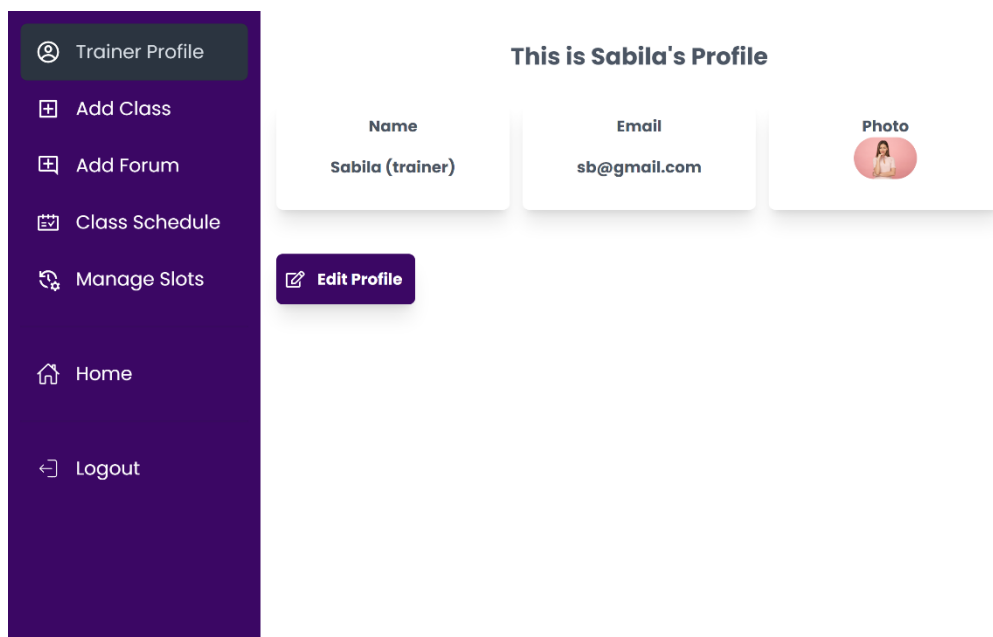 Trainer Profile
Add Class
Add Forum
Class Schedule
Manage Slots
Home
Logout
This is Sabila's Profile
Name
Sabila (trainer)
Email
sb@gmail.com
Photo
Edit Profile